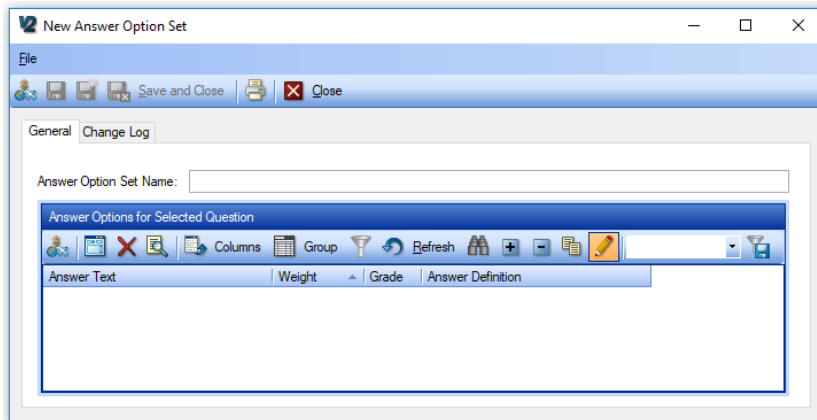 V2 New Answer Option Set
File
Save and Close Close
General Change Log
Answer Option Set Name:
Answer Options for Selected Question
Columns Group Refresh
Answer Text Weight Grade Answer Definition